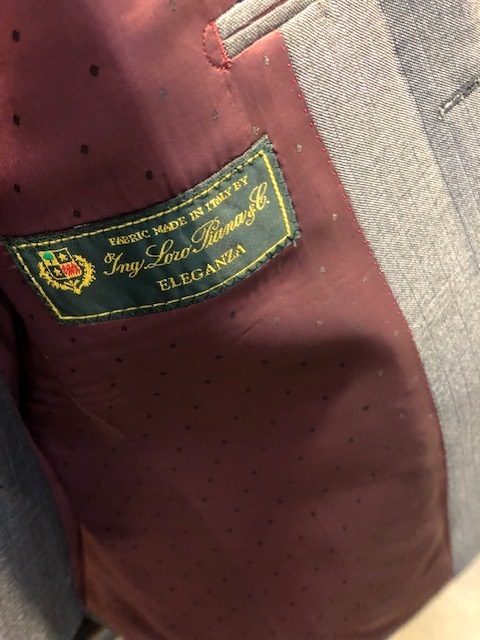 FABRIC MADE IN ITALY BY
Ing. Loro Piana & C.
ELEGANZA